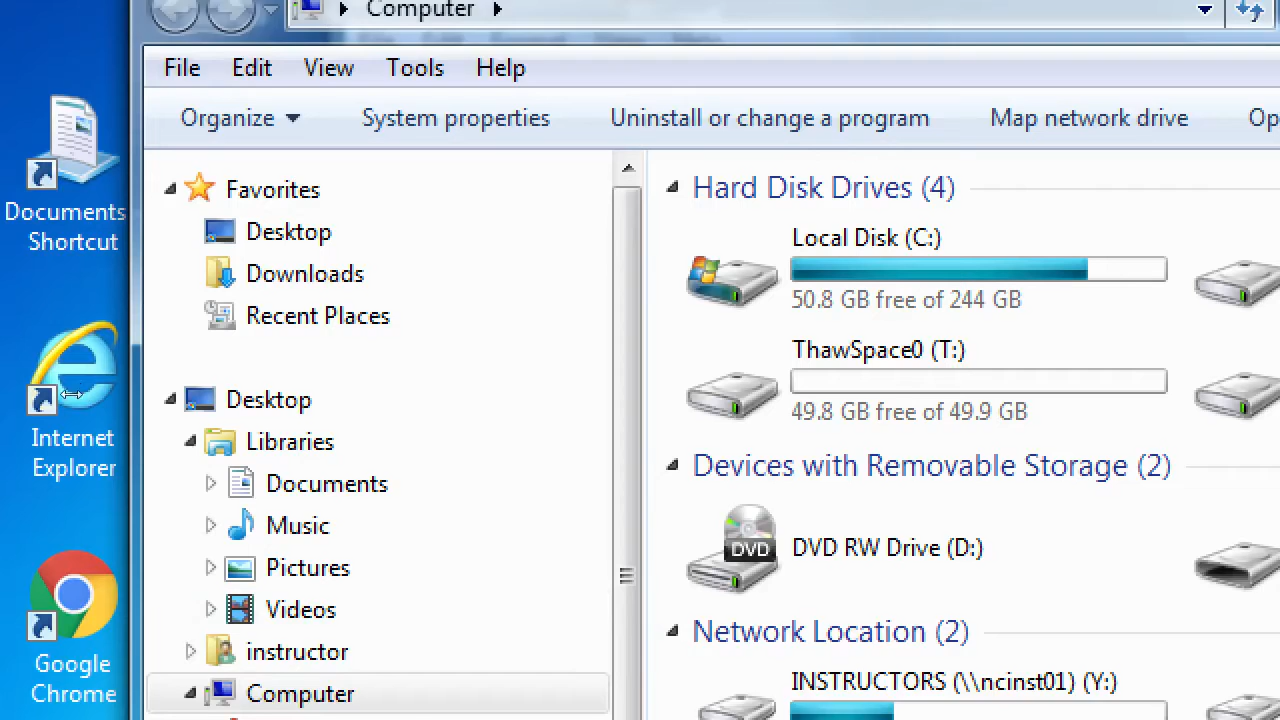 Computer
File Edit View Tools Help
Organize System properties Uninstall or change a program Map network drive Op
Documents
Shortcut
Internet
Explorer
Google
Chrome
Favorites
Desktop
Downloads
Recent Places
Desktop
Libraries
Documents
Music
Pictures
Videos
instructor
Computer
Hard Disk Drives (4)
Local Disk (C:)
50.8 GB free of 244 GB
ThawSpace0 (T:)
49.8 GB free of 49.9 GB
Devices with Removable Storage (2)
DVD
DVD RW Drive (D:)
Network Location (2)
INSTRUCTORS (\\ncinst01) (Y:)